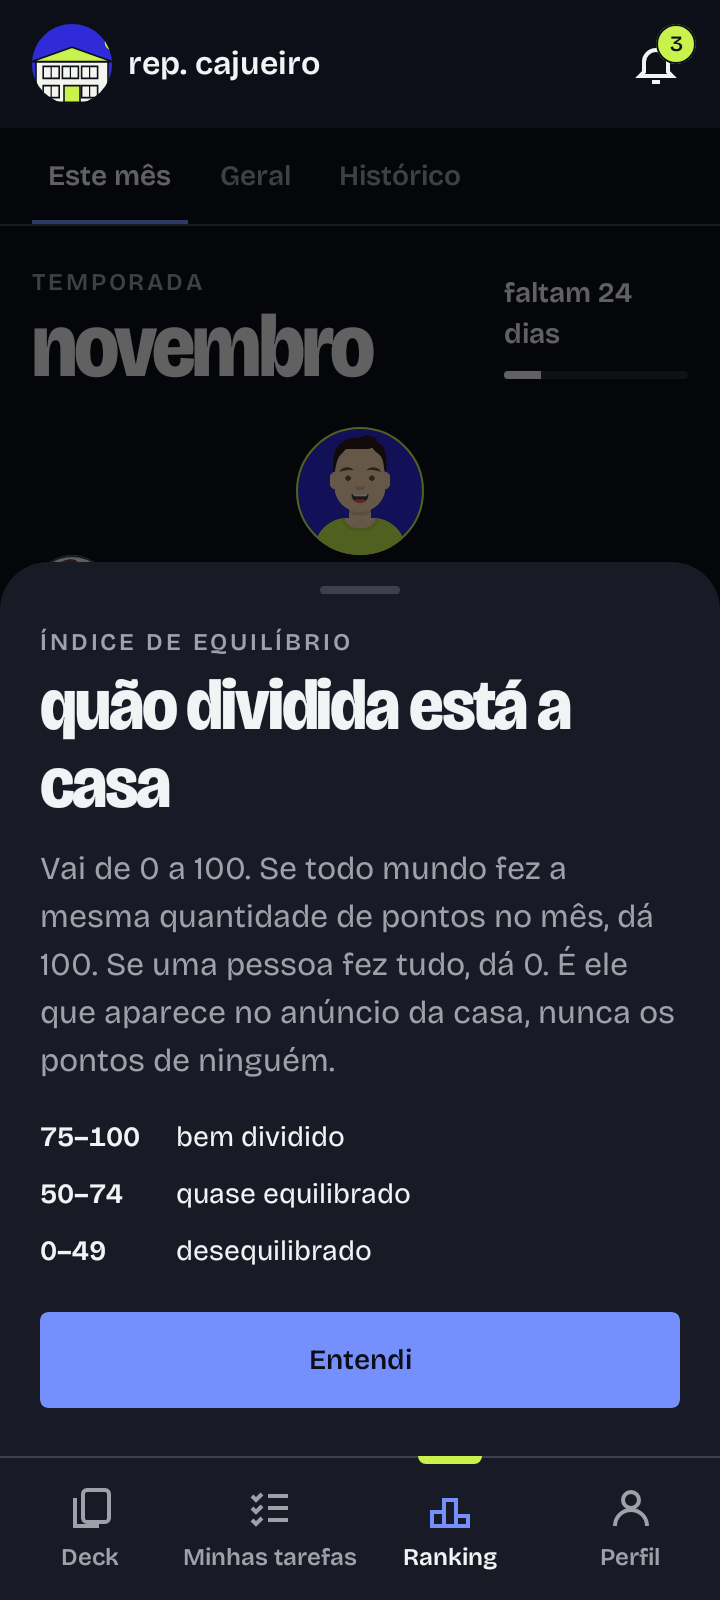 rep. cajueiro
3
Este mês
Geral
Histórico
TEMPORADA
novembro
faltam 24
dias
ÍNDICE DE EQUILÍBRIO
quão dividida está a
casa
Vai de 0 a 100. Se todo mundo fez a
mesma quantidade de pontos no mês, dá
100. Se uma pessoa fez tudo, dá 0. É ele
que aparece no anúncio da casa, nunca os
pontos de ninguém.
75–100 bem dividido
50–74 quase equilibrado
0–49 desequilibrado
Entendi
Deck
Minhas tarefas
Ranking
Perfil